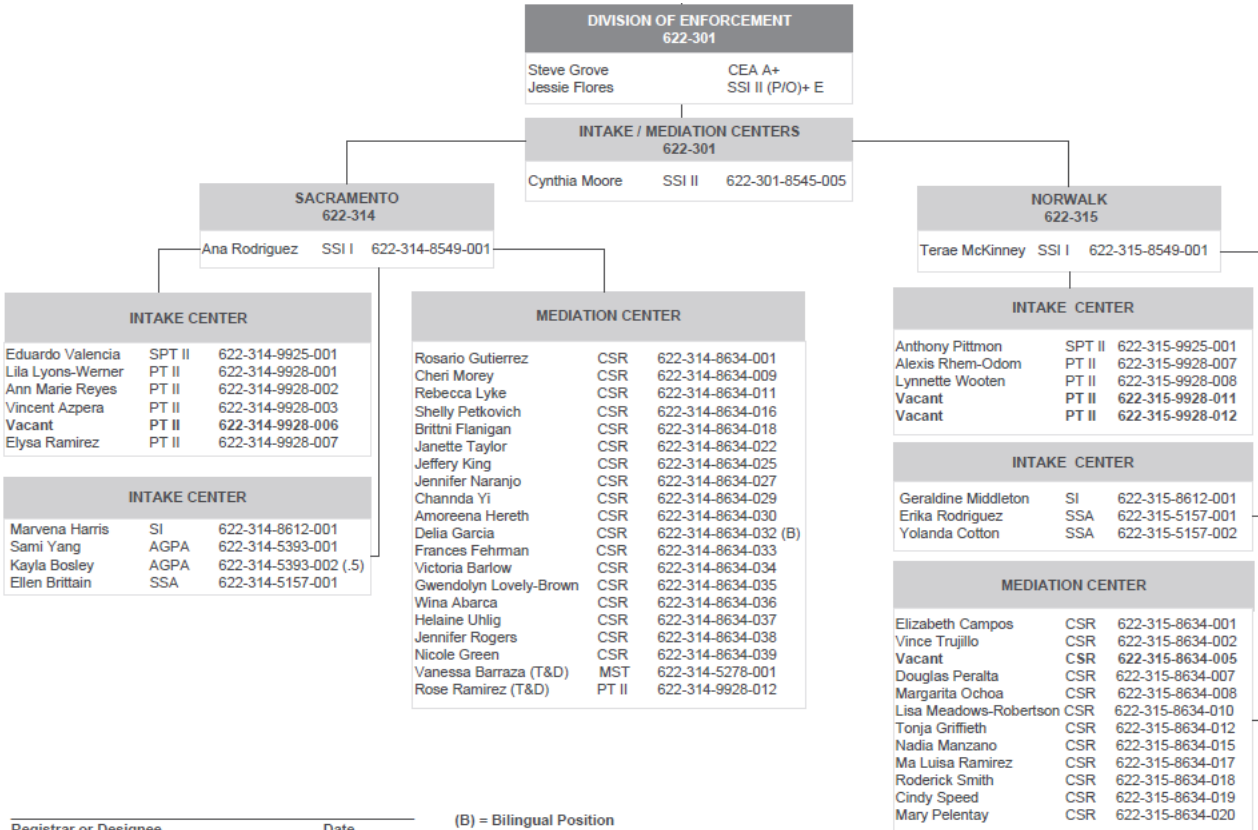 DIVISION OF ENFORCEMENT
622-301
Steve Grove CEA A+
Jessie Flores SSI II (P/O)+ E
INTAKE / MEDIATION CENTERS
622-301
Cynthia Moore SSI II 622-301-8545-005
SACRAMENTO
622-314
Ana Rodriguez SSI I 622-314-8549-001
INTAKE CENTER
Eduardo Valencia SPT II 622-314-9925-001
Lila Lyons-Werner PT II 622-314-9928-001
Ann Marie Reyes PT II 622-314-9928-002
Vincent Azpera PT II 622-314-9928-003
Vacant PT II 622-314-9928-006
Elysa Ramirez PT II 622-314-9928-007
INTAKE CENTER
Marvena Harris SI 622-314-8612-001
Sami Yang AGPA 622-314-5393-001
Kayla Bosley AGPA 622-314-5393-002 (.5)
Ellen Brittain SSA 622-314-5157-001
MEDIATION CENTER
Rosario Gutierrez CSR 622-314-8634-001
Cheri Morey CSR 622-314-8634-009
Rebecca Lyke CSR 622-314-8634-011
Shelly Petkovich CSR 622-314-8634-016
Brittni Flanigan CSR 622-314-8634-018
Janette Taylor CSR 622-314-8634-022
Jeffery King CSR 622-314-8634-025
Jennifer Naranjo CSR 622-314-8634-027
Channda Yi CSR 622-314-8634-029
Amoreena Hereth CSR 622-314-8634-030
Delia Garcia CSR 622-314-8634-032 (B)
Frances Fehrman CSR 622-314-8634-033
Victoria Barlow CSR 622-314-8634-034
Gwendolyn Lovely-Brown CSR 622-314-8634-035
Wina Abarca CSR 622-314-8634-036
Helaine Uhlig CSR 622-314-8634-037
Jennifer Rogers CSR 622-314-8634-038
Nicole Green CSR 622-314-8634-039
Vanessa Barraza (T&D) MST 622-314-5278-001
Rose Ramirez (T&D) PT II 622-314-9928-012
NORWALK
622-315
Terae McKinney SSI I 622-315-8549-001
INTAKE CENTER
Anthony Pittmon SPT II 622-315-9925-001
Alexis Rhem-Odom PT II 622-315-9928-007
Lynnette Wooten PT II 622-315-9928-008
Vacant PT II 622-315-9928-011
Vacant PT II 622-315-9928-012
INTAKE CENTER
Geraldine Middleton SI 622-315-8612-001
Erika Rodriguez SSA 622-315-5157-001
Yolanda Cotton SSA 622-315-5157-002
MEDIATION CENTER
Elizabeth Campos CSR 622-315-8634-001
Vince Trujillo CSR 622-315-8634-002
Vacant CSR 622-315-8634-005
Douglas Peralta CSR 622-315-8634-007
Margarita Ochoa CSR 622-315-8634-008
Lisa Meadows-Robertson CSR 622-315-8634-010
Tonja Griffieth CSR 622-315-8634-012
Nadia Manzano CSR 622-315-8634-015
Ma Luisa Ramirez CSR 622-315-8634-017
Roderick Smith CSR 622-315-8634-018
Cindy Speed CSR 622-315-8634-019
Mary Pelentay CSR 622-315-8634-020
Registrar or Designee Date
(B) = Bilingual Position